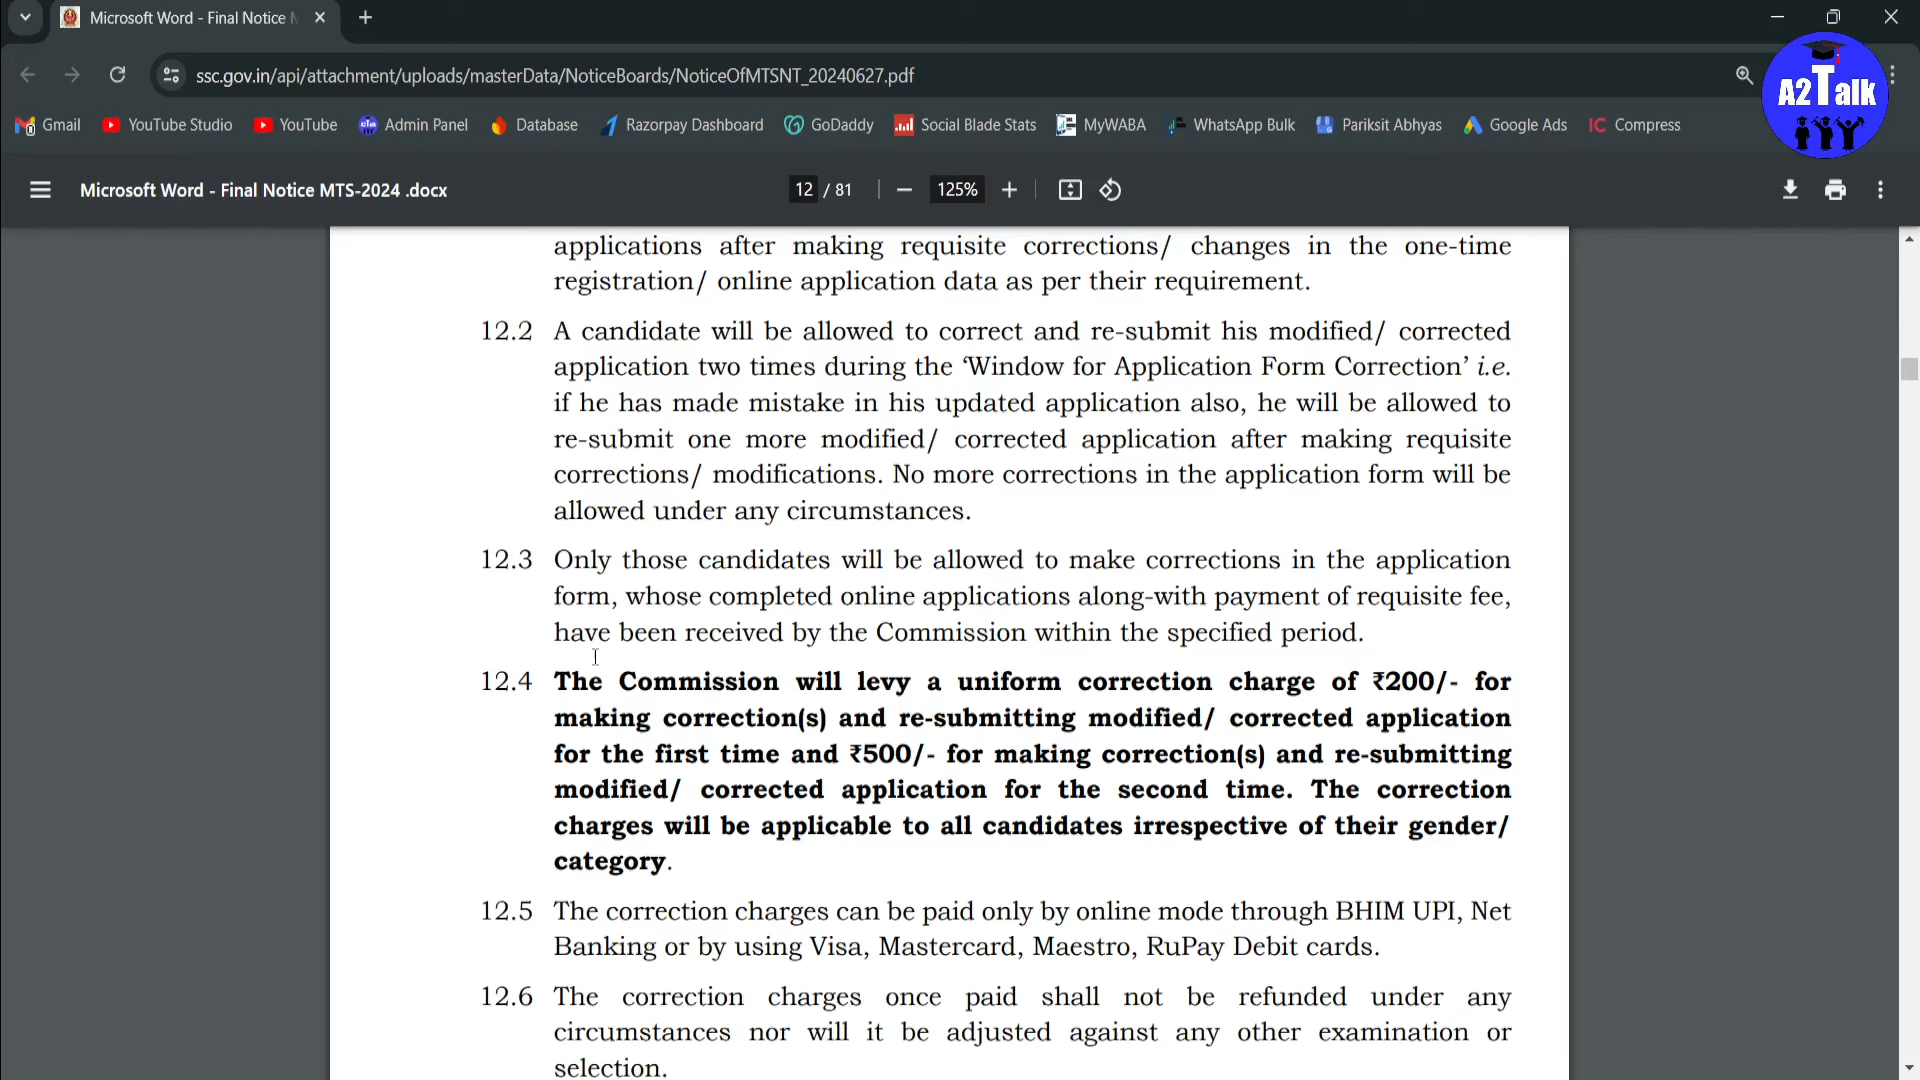 Microsoft Word - Final Notice M
ssc.gov.in/api/attachment/uploads/masterData/NoticeBoards/NoticeOfMTSNT_20240627.pdf
A2Talk
Gmail YouTube Studio YouTube Admin Panel Database Razorpay Dashboard GoDaddy Social Blade Stats MyWABA WhatsApp Bulk Pariksit Abhyas Google Ads IC Compress
Microsoft Word - Final Notice MTS-2024 .docx 12 / 81 125%
applications after making requisite corrections/ changes in the one-time
registration/ online application data as per their requirement.
12.2 A candidate will be allowed to correct and re-submit his modified/ corrected
application two times during the ‘Window for Application Form Correction’ i.e.
if he has made mistake in his updated application also, he will be allowed to
re-submit one more modified/ corrected application after making requisite
corrections/ modifications. No more corrections in the application form will be
allowed under any circumstances.
12.3 Only those candidates will be allowed to make corrections in the application
form, whose completed online applications along-with payment of requisite fee,
have been received by the Commission within the specified period.
12.4 The Commission will levy a uniform correction charge of ₹200/- for
making correction(s) and re-submitting modified/ corrected application
for the first time and ₹500/- for making correction(s) and re-submitting
modified/ corrected application for the second time. The correction
charges will be applicable to all candidates irrespective of their gender/
category.
12.5 The correction charges can be paid only by online mode through BHIM UPI, Net
Banking or by using Visa, Mastercard, Maestro, RuPay Debit cards.
12.6 The correction charges once paid shall not be refunded under any
circumstances nor will it be adjusted against any other examination or
selection.